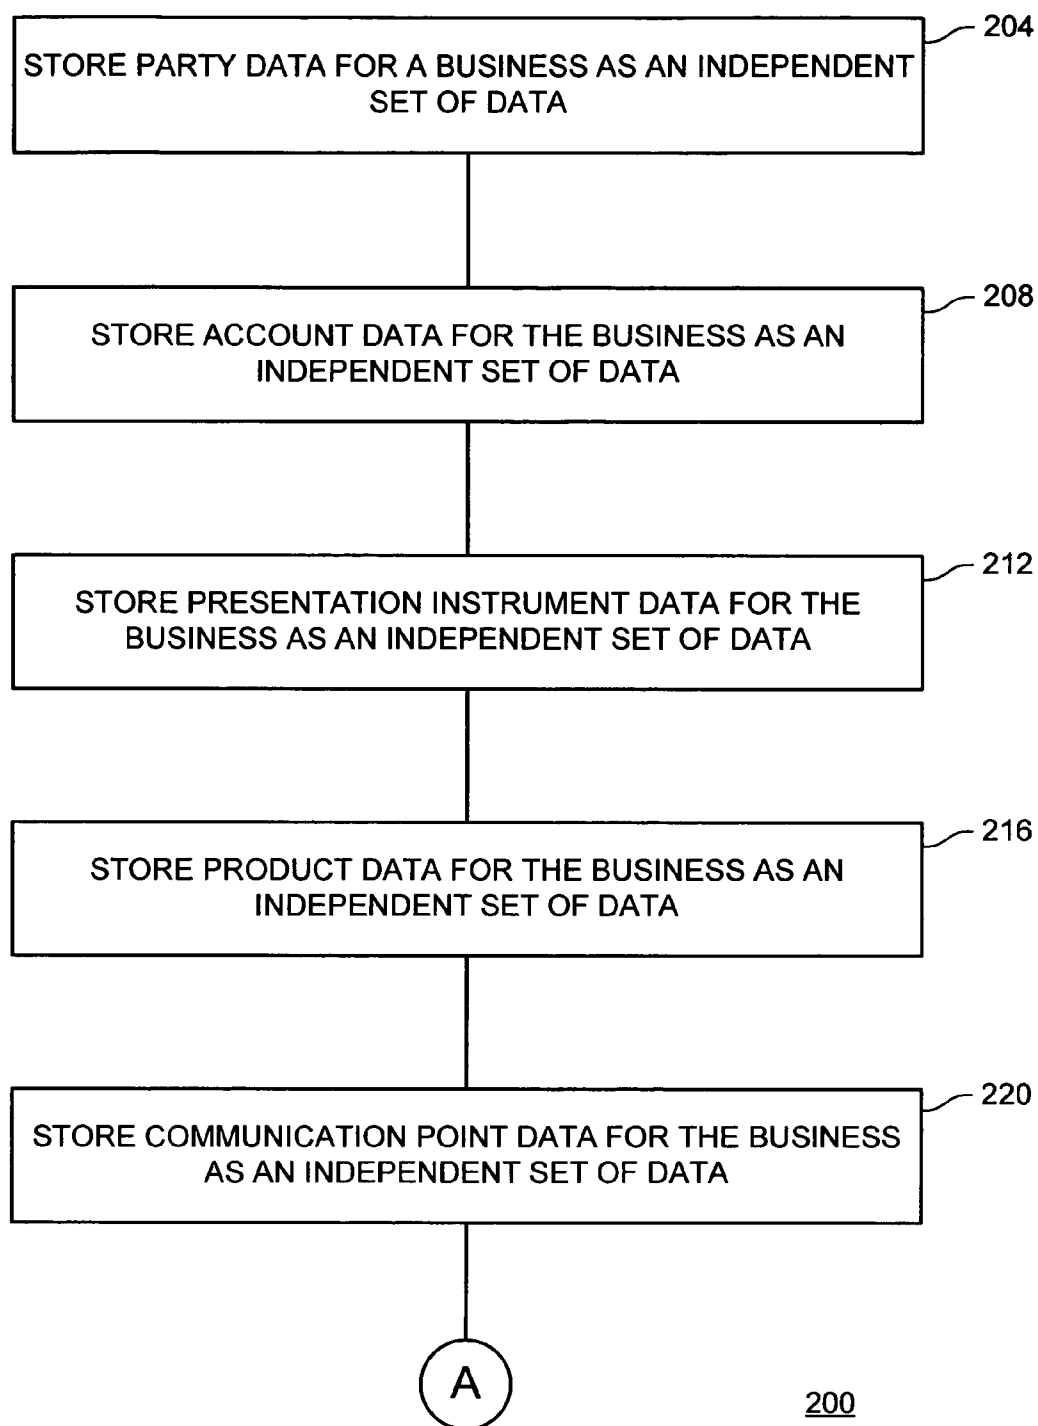 204
STORE PARTY DATA FOR A BUSINESS AS AN INDEPENDENT
SET OF DATA
208
STORE ACCOUNT DATA FOR THE BUSINESS AS AN
INDEPENDENT SET OF DATA
212
STORE PRESENTATION INSTRUMENT DATA FOR THE
BUSINESS AS AN INDEPENDENT SET OF DATA
216
STORE PRODUCT DATA FOR THE BUSINESS AS AN
INDEPENDENT SET OF DATA
220
STORE COMMUNICATION POINT DATA FOR THE BUSINESS
AS AN INDEPENDENT SET OF DATA
A
200